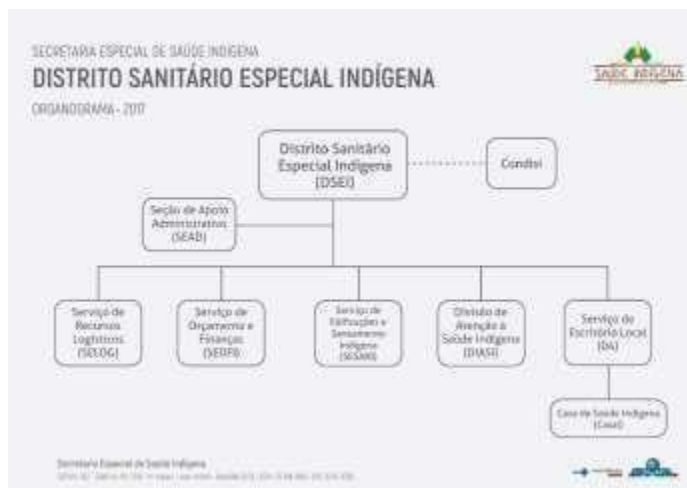 SECRETARIA ESPECIAL DE SAÚDE INDÍGENA
DISTRITO SANITÁRIO ESPECIAL INDÍGENA
ORGANOGRAMA - 2017
SAÚDE INDÍGENA
Distrito Sanitário
Especial Indígena
(DSEI)
Condisi
Seção de Apoio
Administrativo
(SEAD)
Serviço de
Recursos
Logísticos
(SELOG)
Serviço de
Orçamento e
Finanças
(SEOFI)
Serviço de
Edificações e
Saneamento
Indígena
(SESANI)
Divisão de
Atenção à
Saúde Indígena
(DIASI)
Serviço de
Escritório Local
Casa de Saúde Indígena
(Casai)
Secretaria Especial de Saúde Indígena